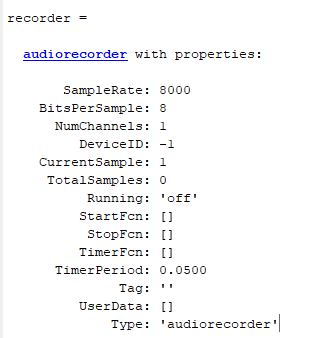 recorder =
audiorecorder with properties:
SampleRate: 8000
BitsPerSample: 8
NumChannels: 1
DeviceID: -1
CurrentSample: 1
TotalSamples: 0
Running: 'off'
StartFcn: []
StopFcn: []
TimerFcn: []
TimerPeriod: 0.0500
Tag: ''
UserData: []
Type: 'audiorecorder'